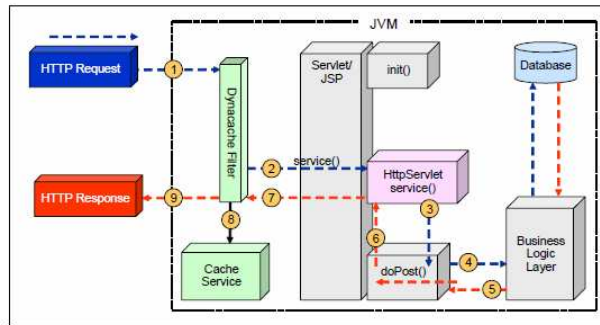 JVM
HTTP Request
1
Dynacache Filter
Servlet/
JSP
init()
Database
2
service()
HttpServlet
service()
HTTP Response
9
7
3
8
6
Cache
Service
doPost()
4
5
Business
Logic
Layer